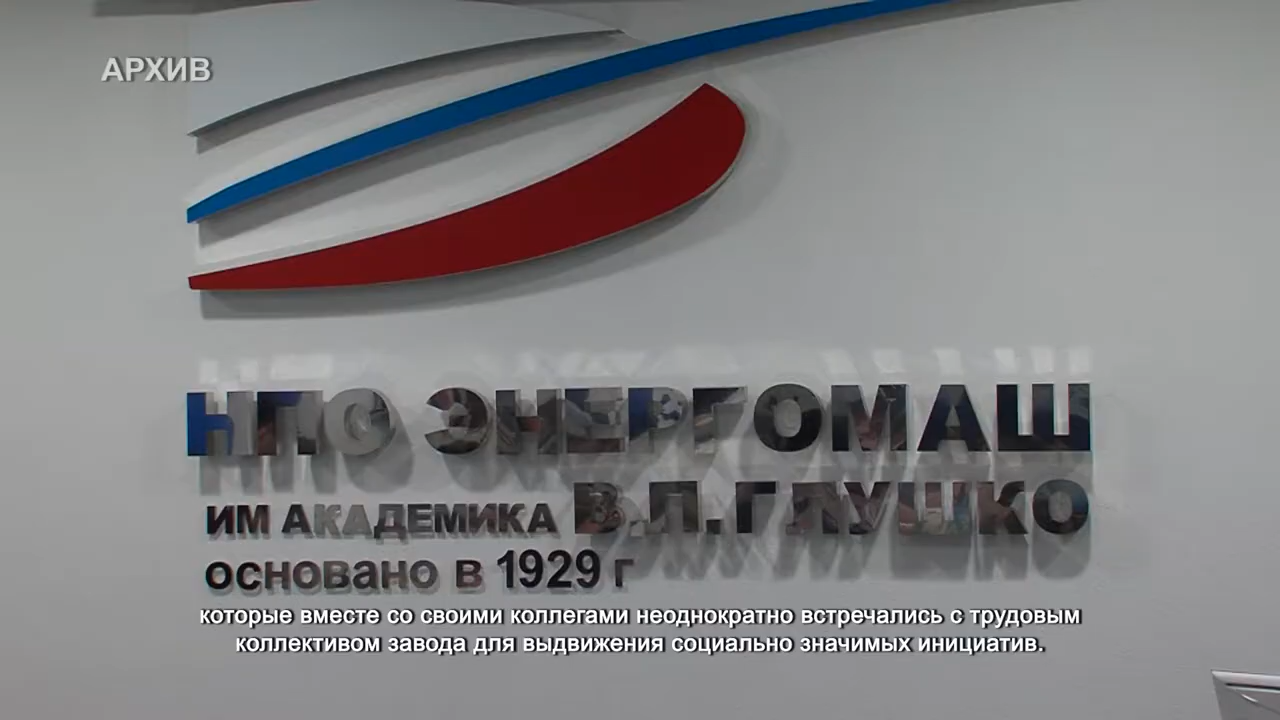 АРХИВ
НПО ЭНЕРГОМАШ
ИМ АКАДЕМИКА В.П.ГЛУШКО
основано в 1929 г
которые вместе со своими коллегами неоднократно встречались с трудовым
коллективом завода для выдвижения социально значимых инициатив.